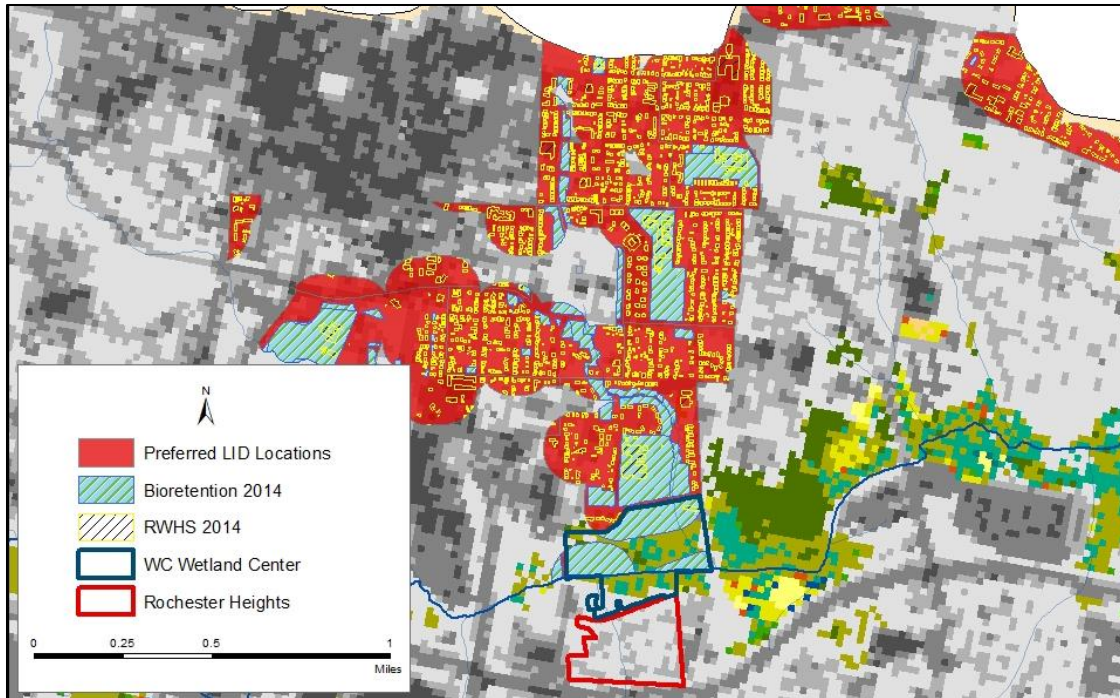 N
Preferred LID Locations
Bioretention 2014
RWHS 2014
WC Wetland Center
Rochester Heights
0 0.25 0.5 1
Miles